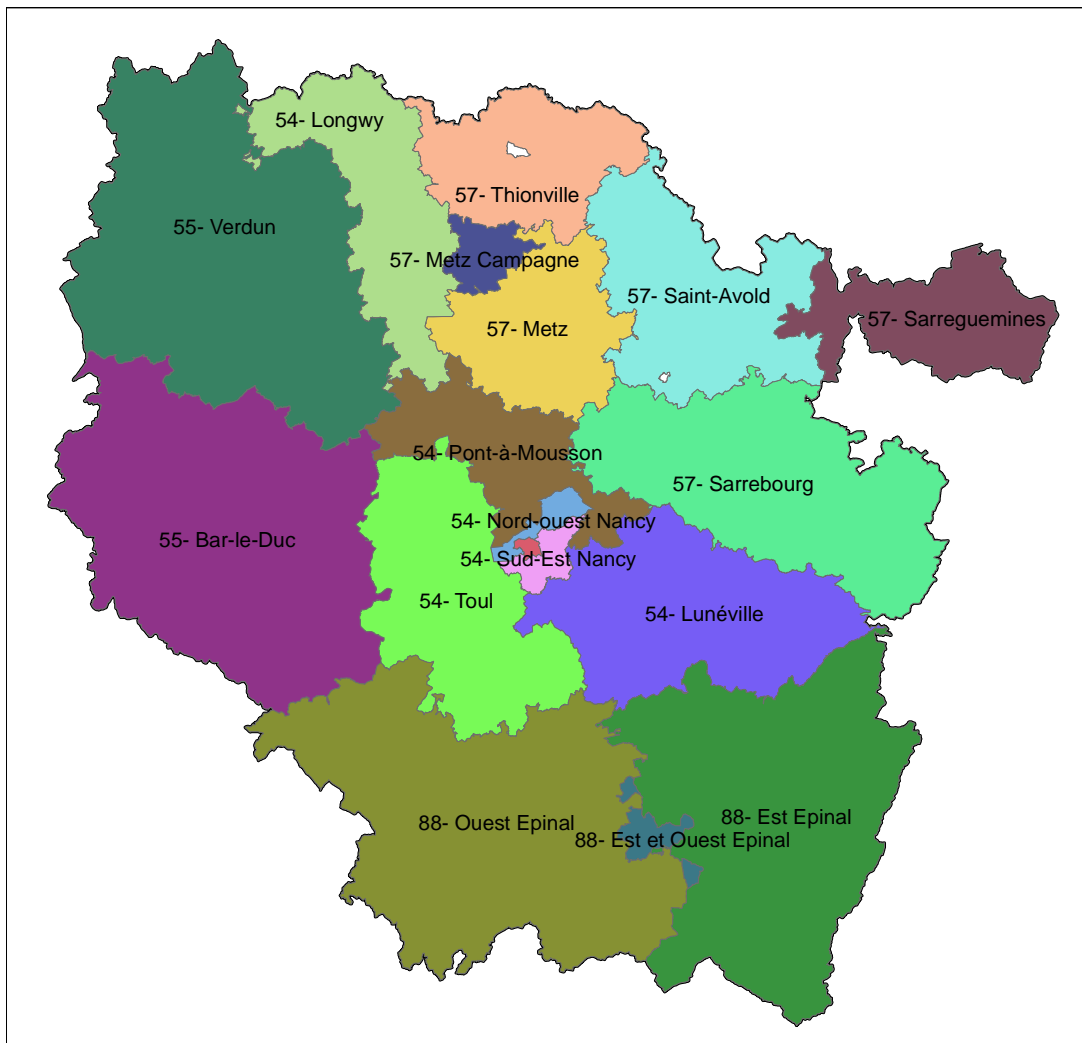 54- Longwy
57- Thionville
55- Verdun
57- Metz Campagne
57- Saint-Avold
57- Sarreguemines
57- Metz
54- Pont-à-Mousson
57- Sarrebourg
54- Nord-ouest Nancy
55- Bar-le-Duc
54- Sud-Est Nancy
54- Toul
54- Lunéville
88- Ouest Epinal
88- Est Epinal
88- Est et Ouest Epinal